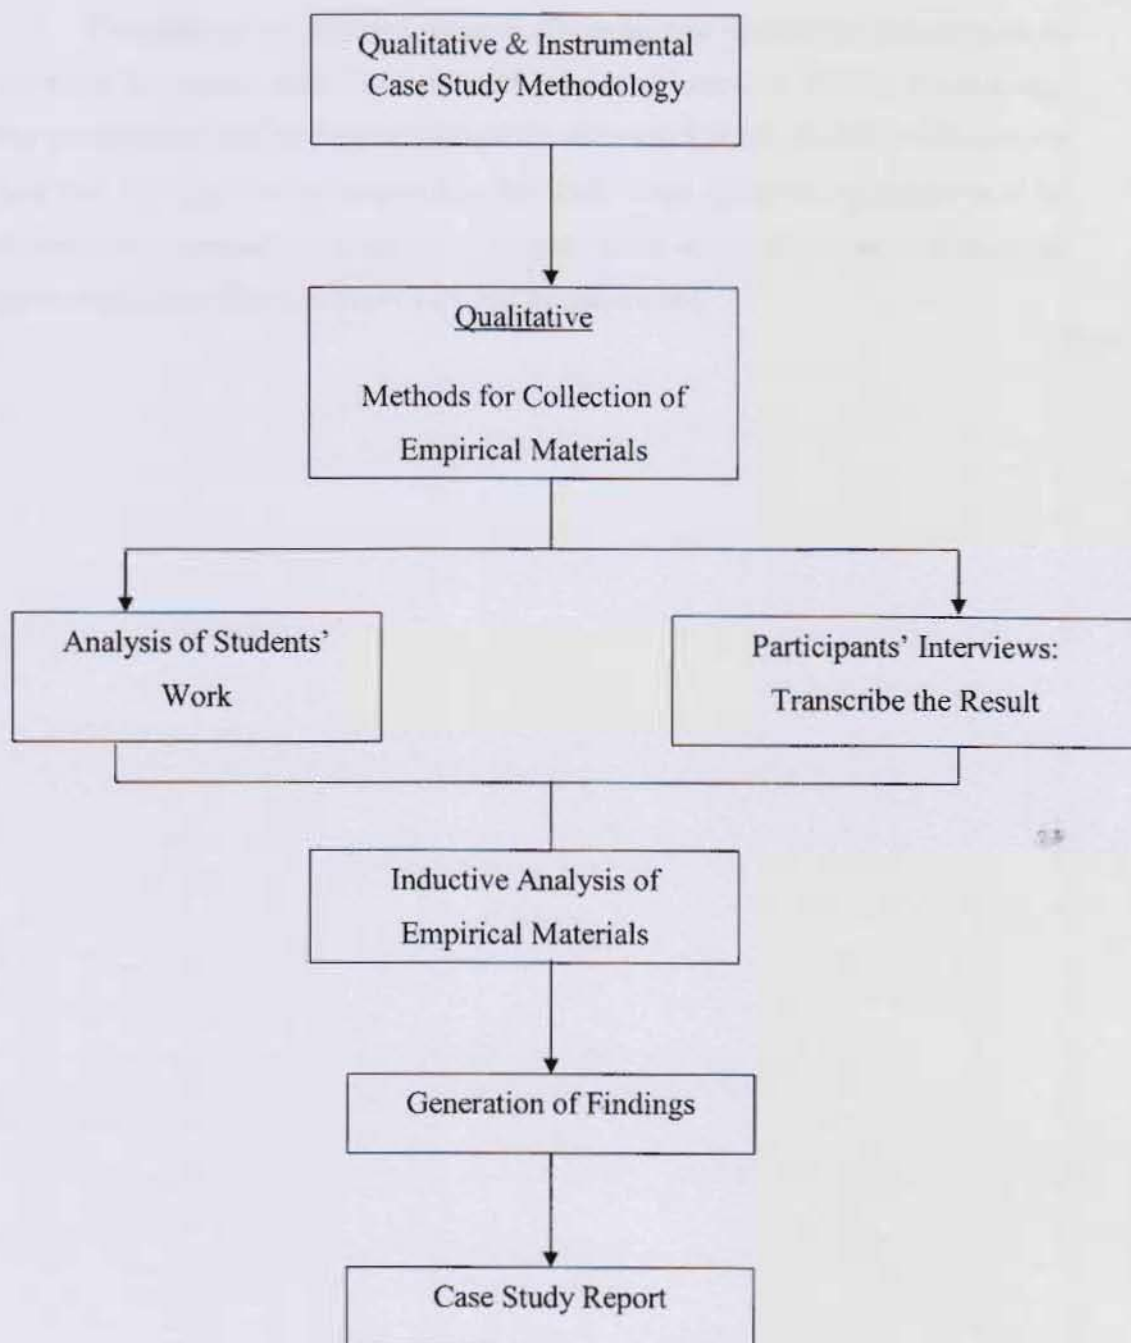 Qualitative & Instrumental
Case Study Methodology
Qualitative
Methods for Collection of
Empirical Materials
Analysis of Students’
Work
Participants’ Interviews:
Transcribe the Result
Inductive Analysis of
Empirical Materials
Generation of Findings
Case Study Report